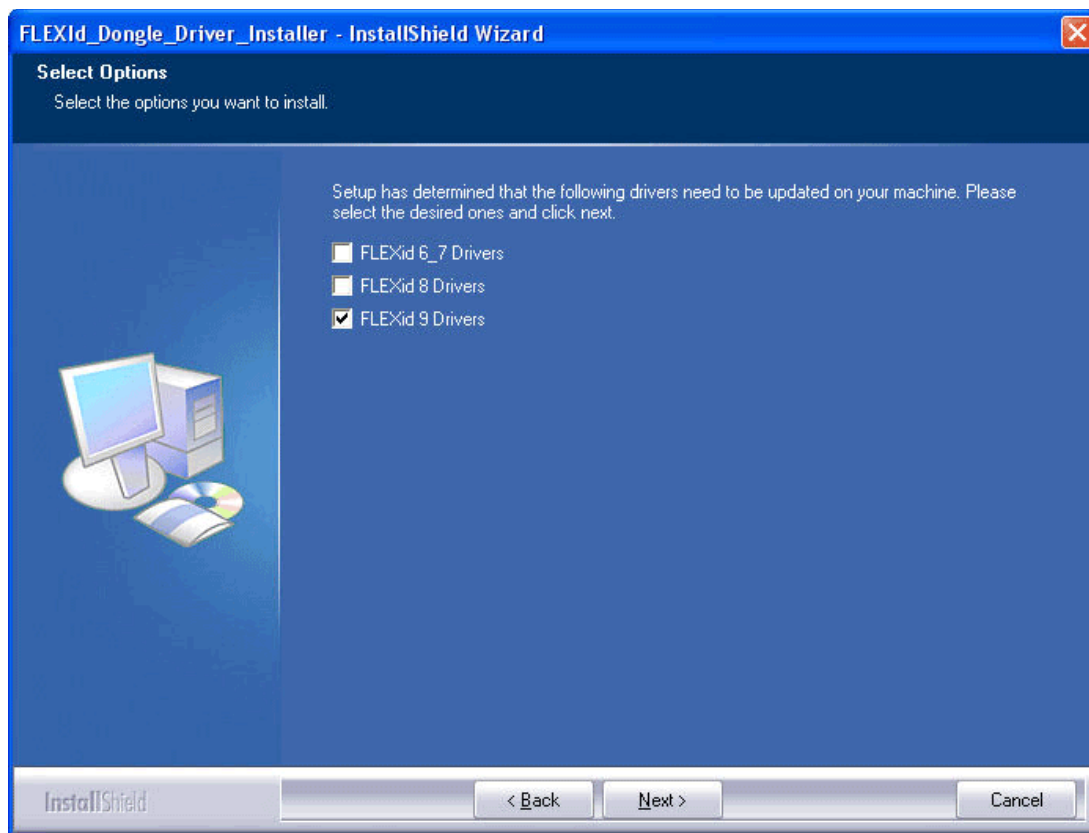 FLEXId_Dongle_Driver_Installer - InstallShield Wizard
Select Options
Select the options you want to install.
Setup has determined that the following drivers need to be updated on your machine. Please
select the desired ones and click next.
FLEXid 6_7 Drivers
FLEXid 8 Drivers
FLEXid 9 Drivers
InstallShield
< Back
Next >
Cancel